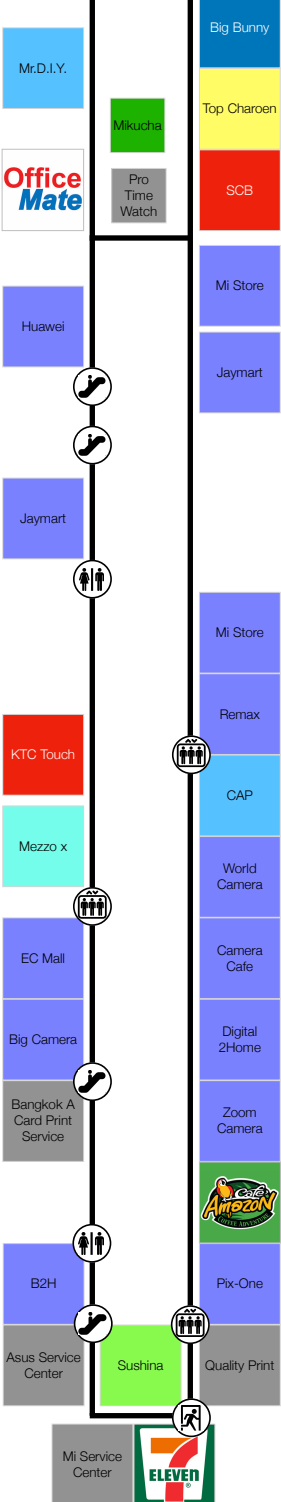 Big Bunny
Mr.D.I.Y.
Top Charoen
Mikucha
Office
Mate
Pro
Time
Watch
SCB
Mi Store
Huawei
Jaymart
Jaymart
Mi Store
Remax
KTC Touch
CAP
Mezzo x
World
Camera
EC Mall
Camera
Cafe
Big Camera
Digital
2Home
Bangkok A
Card Print
Service
Zoom
Camera
Café
Amazon
COFFEE ADVENTURE
B2H
Pix-One
Asus Service
Center
Sushina
Quality Print
Mi Service
Center
7
ELEVEN
®